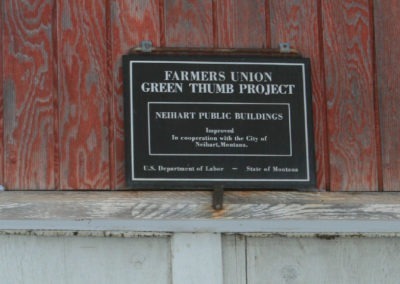 FARMERS UNION
GREEN THUMB PROJECT
NEIHART PUBLIC BUILDINGS
Improved
In cooperation with the City of
Neihart, Montana.
U.S. Department of Labor — State of Montana